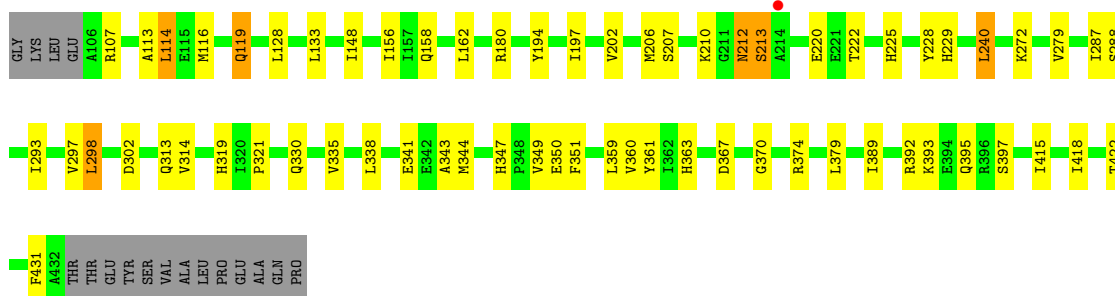 GLY LYS LEU GLU A106 R107 A113 L114 E115 M116 Q119 L128 L133 I148 I156 I157 Q158 L162 R180 Y194 I197 V202 M206 S207 K210 G211 N212 S213 A214 E220 E221 T222 H225 Y228 H229 L240 K272 V279 I287 S288
I293 V297 L298 D302 Q313 V314 H319 I320 P321 Q330 V335 L338 E341 E342 A343 M344 H347 P348 V349 E350 F351 L359 V360 Y361 I362 H363 D367 G370 R374 L379 I389 R392 K393 E394 Q395 R396 S397 I415 I418 T422
F431 A432 THR THR GLU TYR SER VAL ALA LEU PRO GLU ALA GLN PRO